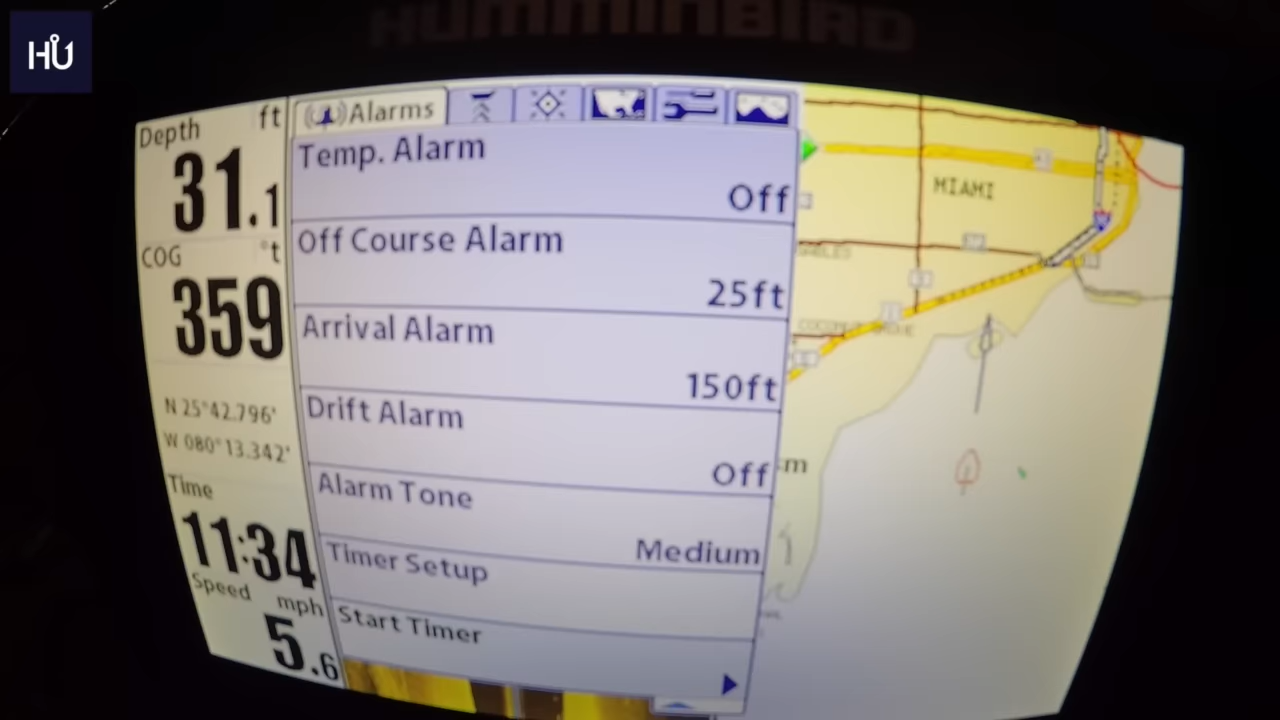 HU
HUMMINBIRD
Depth ft
31.1
COG °t
359
N 25°42.796'
W 080°13.342'
Time
11:34
Speed mph
5.6
Alarms
Temp. Alarm
Off
Off Course Alarm
25ft
Arrival Alarm
150ft
Drift Alarm
Off
Alarm Tone
Medium
Timer Setup
Start Timer
MIAMI